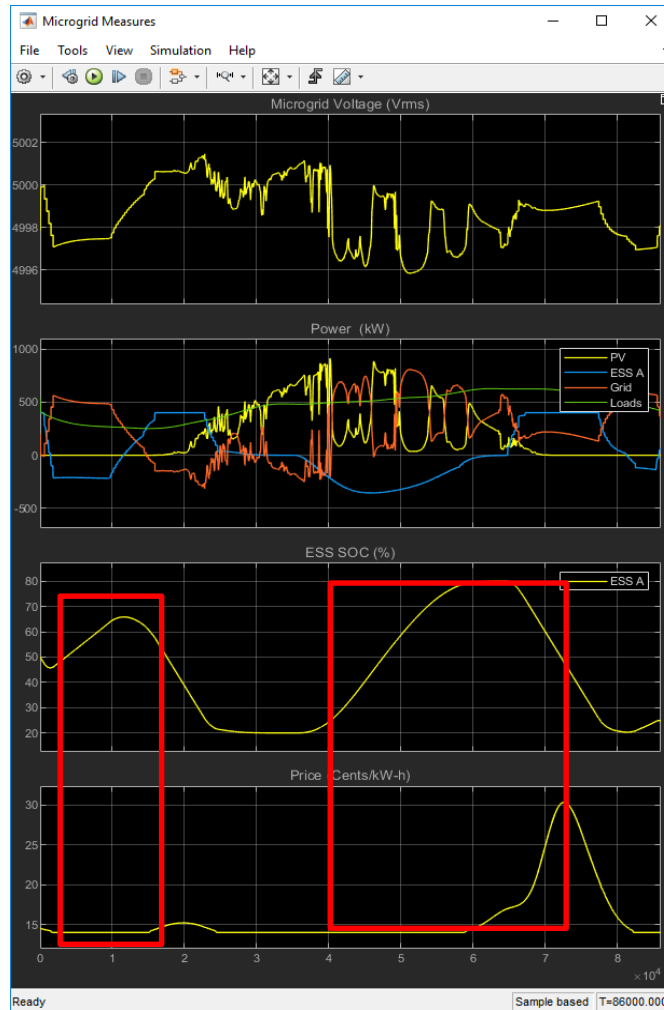 Microgrid Measures
File Tools View Simulation Help
Microgrid Voltage (Vrms)
5002
5000
4998
4996
Power (kW)
1000
500
0
-500
PV
ESS A
Grid
Loads
ESS SOC (%)
80
70
60
50
40
30
20
ESS A
Price (Cents/kW-h)
30
25
20
15
0 1 2 3 4 5 6 7 8
×10⁴
Ready Sample based T=86000.000